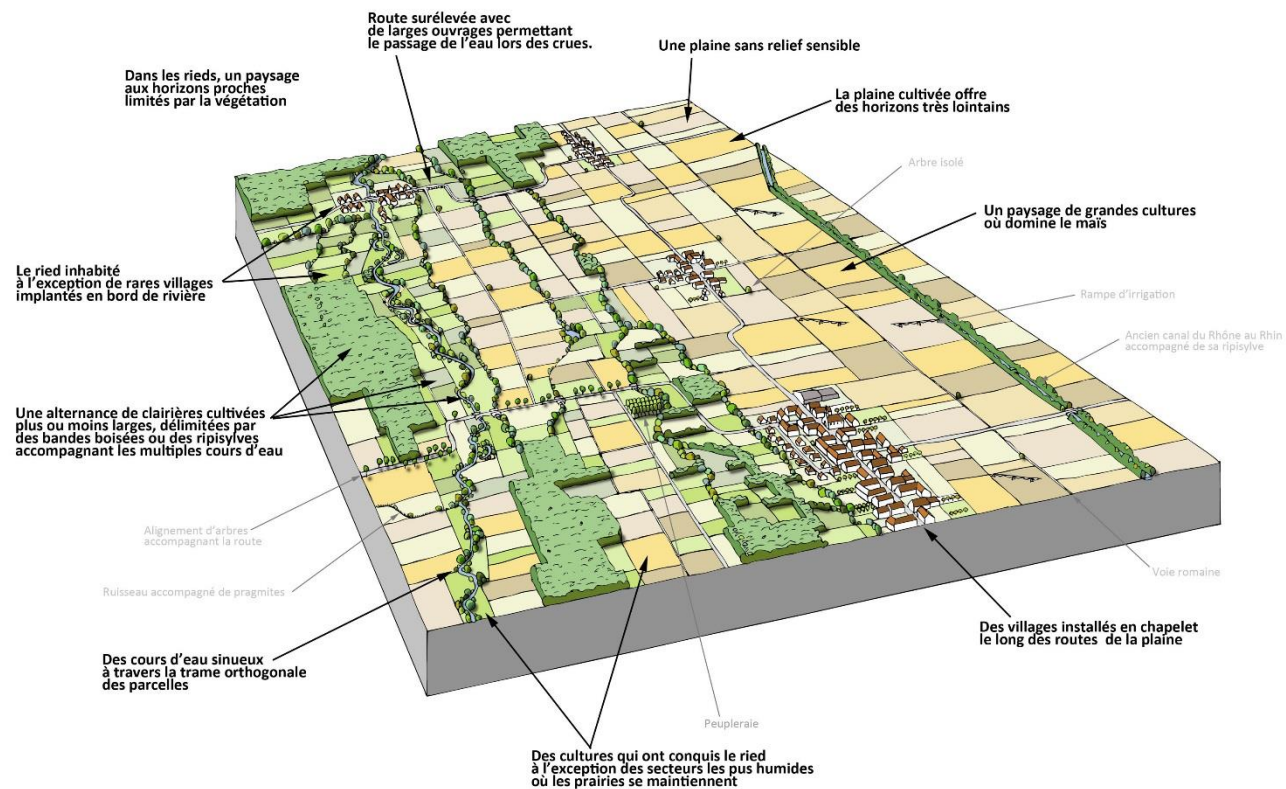 Route surélevée avec
de larges ouvrages permettant
le passage de l'eau lors des crues.
Une plaine sans relief sensible
Dans les rieds, un paysage
aux horizons proches
limités par la végétation
La plaine cultivée offre
des horizons très lointains
Arbre isolé
Un paysage de grandes cultures
où domine le maïs
Le ried inhabité
à l'exception de rares villages
implantés en bord de rivière
Rampe d'irrigation
Ancien canal du Rhône au Rhin
accompagné de sa ripisylve
Une alternance de clairières cultivées
plus ou moins larges, délimitées par
des bandes boisées ou des ripisylves
accompagnant les multiples cours d'eau
Alignement d'arbres
accompagnant la route
Ruisseau accompagné de pragmites
Voie romaine
Des villages installés en chapelet
le long des routes de la plaine
Des cours d'eau sinueux
à travers la trame orthogonale
des parcelles
Peupleraie
Des cultures qui ont conquis le ried
à l'exception des secteurs les pus humides
où les prairies se maintiennent